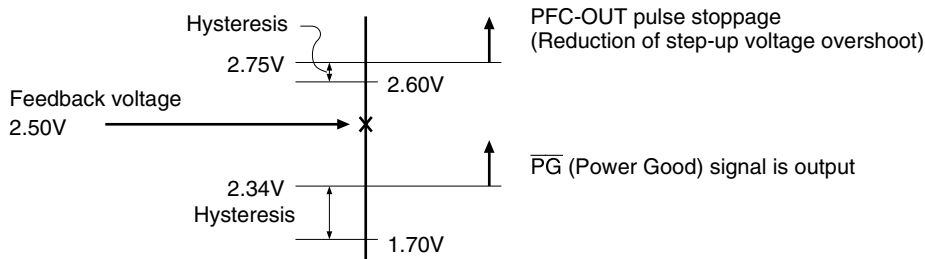 Hysteresis
PFC-OUT pulse stoppage
(Reduction of step-up voltage overshoot)
2.75V
2.60V
Feedback voltage
2.50V
P̅G̅ (Power Good) signal is output
2.34V
Hysteresis
1.70V